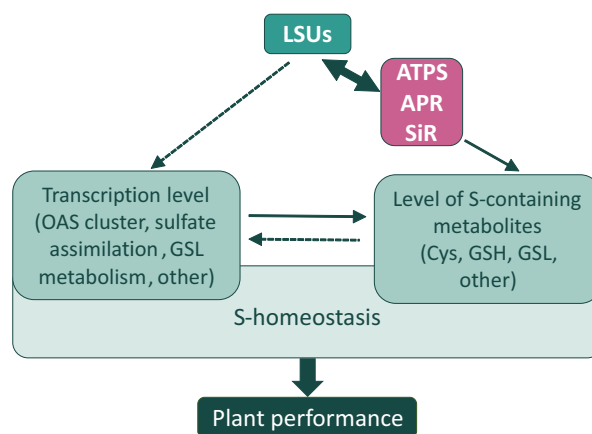 LSUs
ATPS
APR
SiR
Transcription level
(OAS cluster, sulfate
assimilation, GSL
metabolism, other)
Level of S-containing
metabolites
(Cys, GSH, GSL,
other)
S-homeostasis
Plant performance